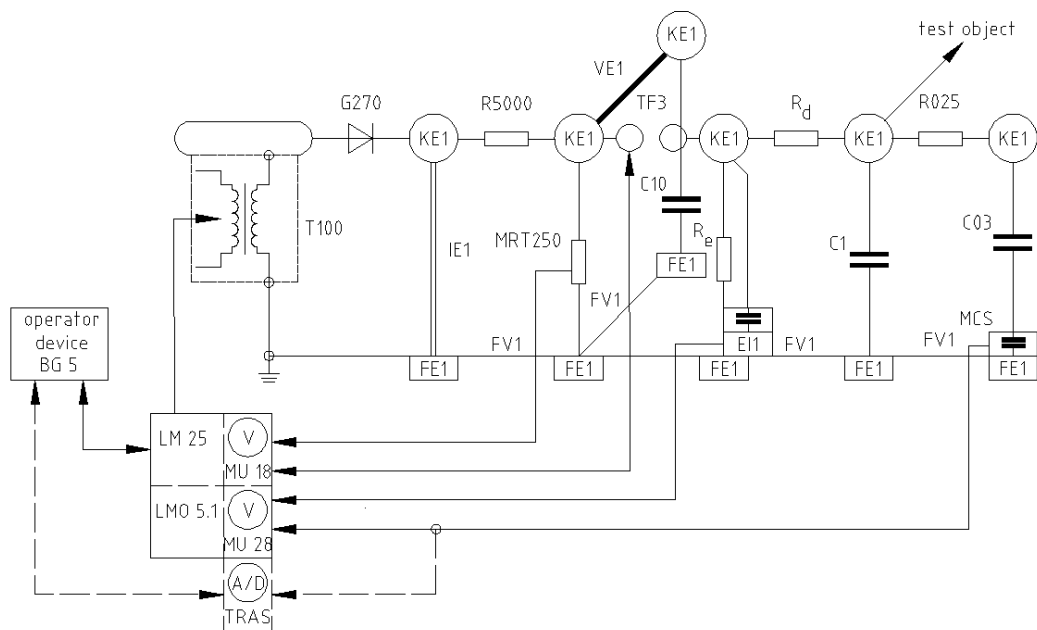 KE1
test object
VE1
G270
R5000
TF3
Rd
R025
KE1
KE1
KE1
KE1
KE1
C10
T100
MRT250
Re
C1
C03
IE1
FE1
FV1
operator
device
BG 5
MCS
FV1
EI1
FV1
FV1
FE1
FE1
FE1
FE1
FE1
LM 25
V
MU 18
LMO 5.1
V
MU 28
A/D
TRAS